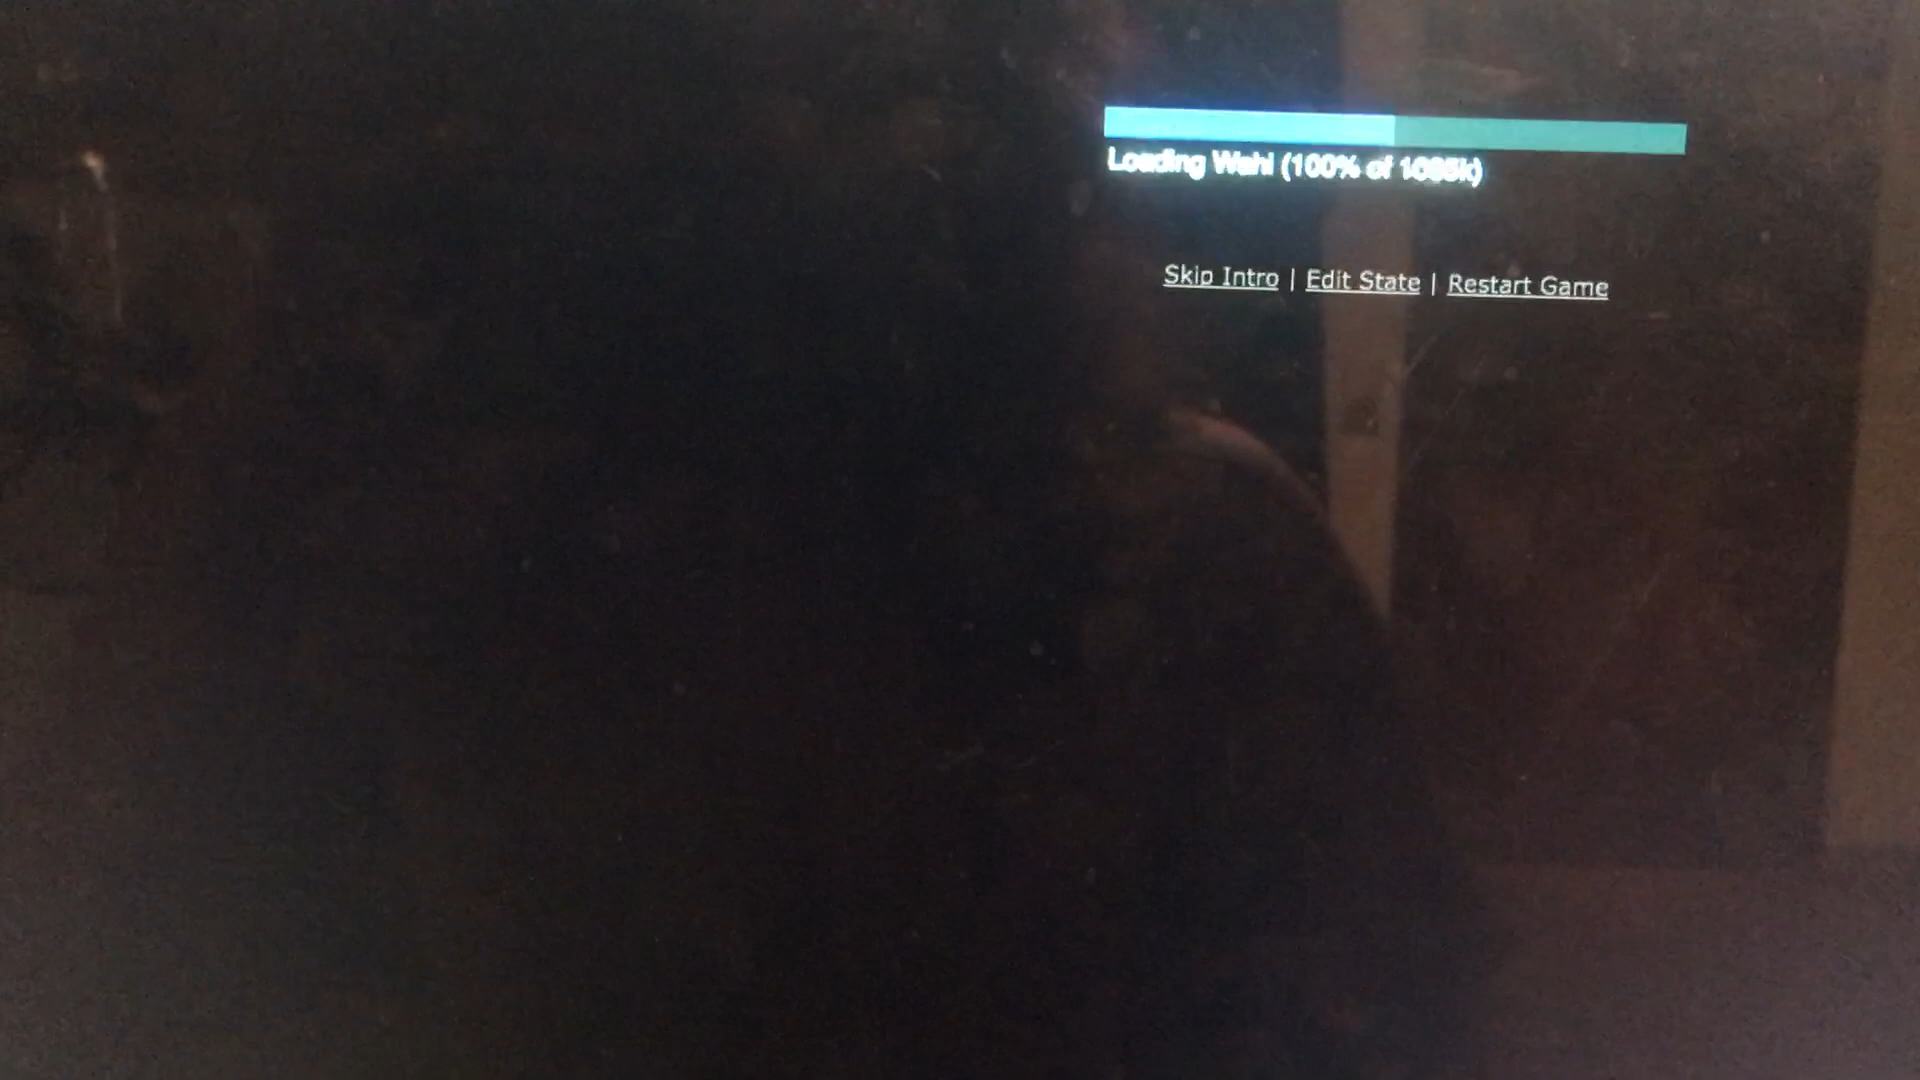 Loading Wahl (100% of
Skip Intro | Edit State | Restart Game